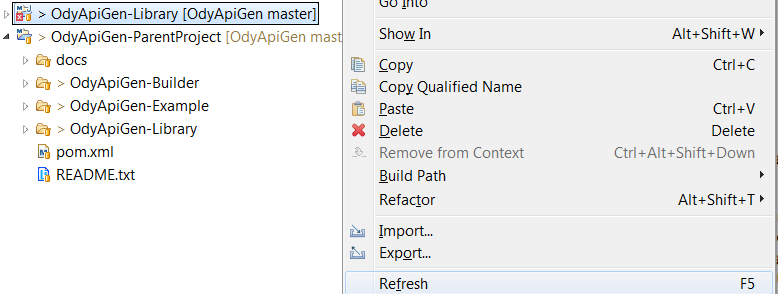 > OdyApiGen-Library [OdyApiGen master]
> OdyApiGen-ParentProject [OdyApiGen mast
docs
> OdyApiGen-Builder
> OdyApiGen-Example
> OdyApiGen-Library
pom.xml
README.txt
Go Into
Show In Alt+Shift+W
Copy Ctrl+C
Copy Qualified Name
Paste Ctrl+V
Delete Delete
Remove from Context Ctrl+Alt+Shift+Down
Build Path
Refactor Alt+Shift+T
Import...
Export...
Refresh F5